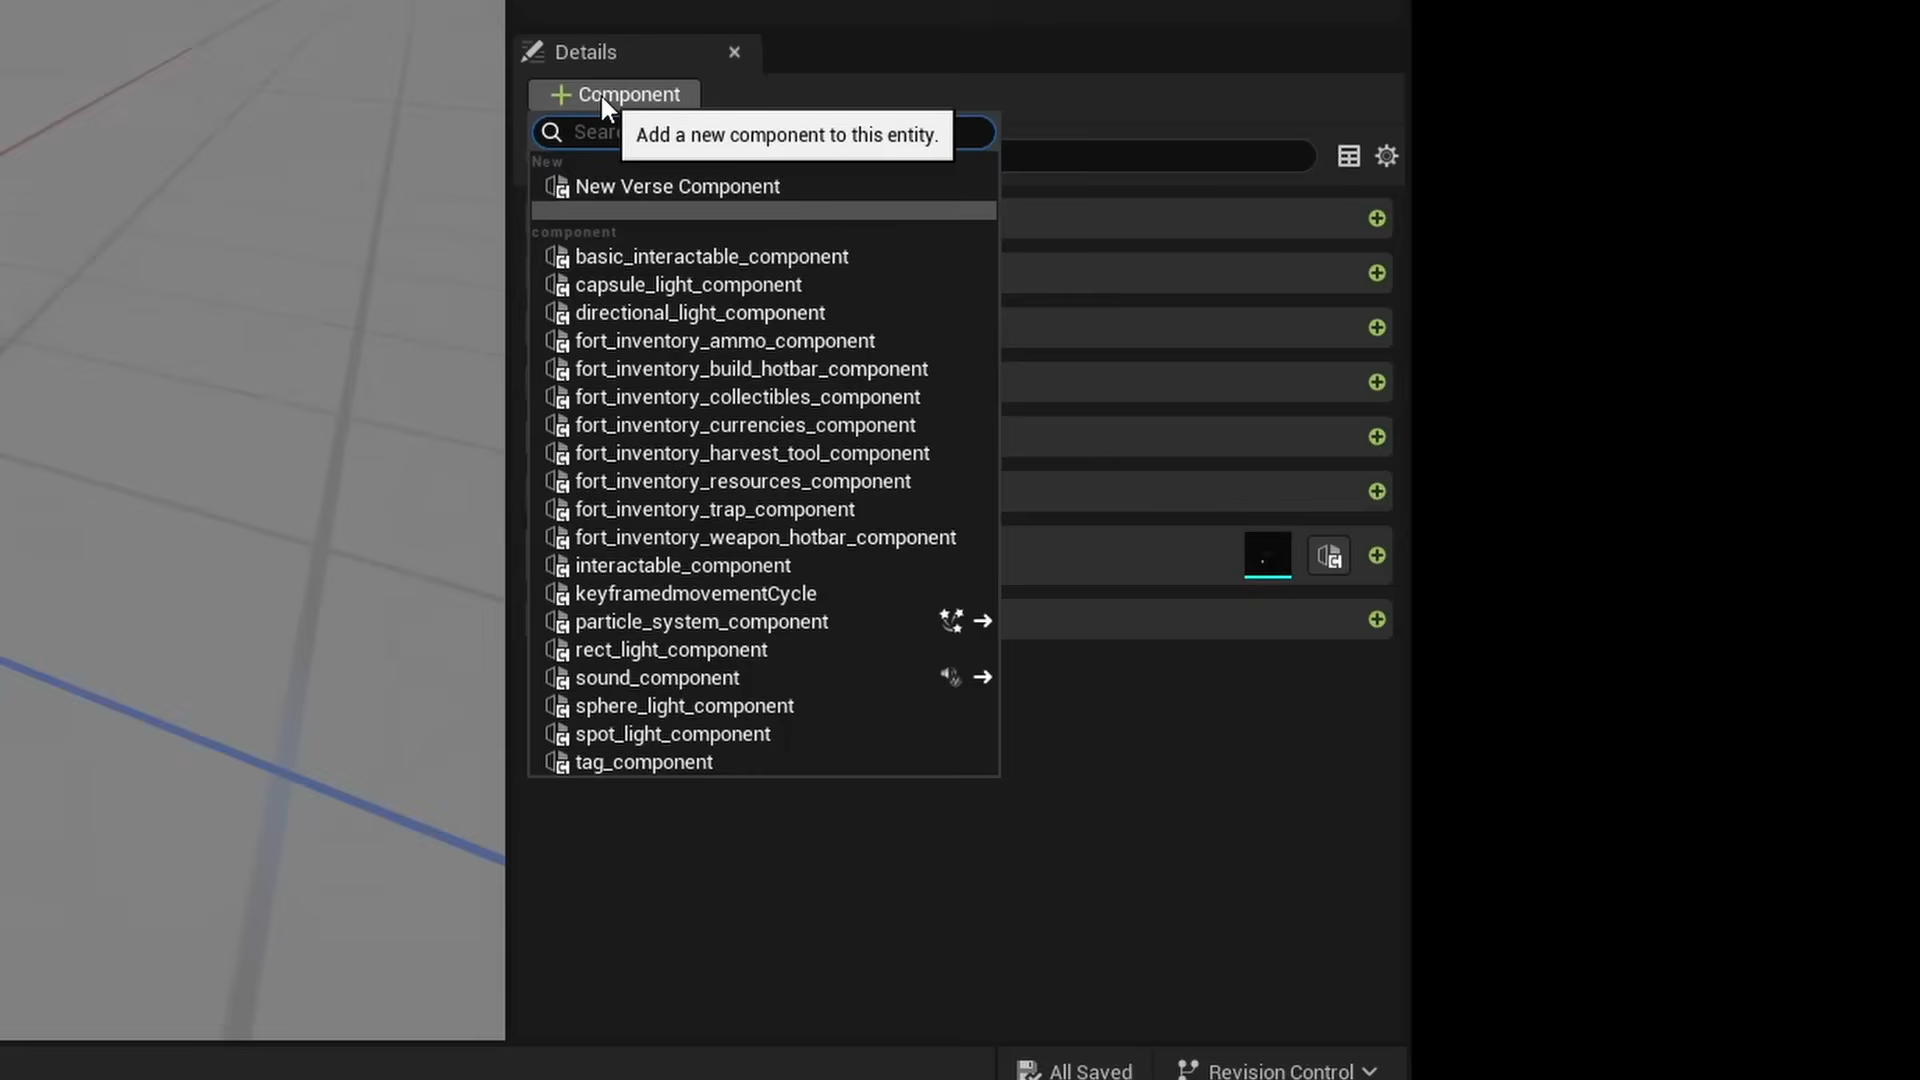 Details
Component
Sear
Add a new component to this entity.
New
New Verse Component
component
basic_interactable_component
capsule_light_component
directional_light_component
fort_inventory_ammo_component
fort_inventory_build_hotbar_component
fort_inventory_collectibles_component
fort_inventory_currencies_component
fort_inventory_harvest_tool_component
fort_inventory_resources_component
fort_inventory_trap_component
fort_inventory_weapon_hotbar_component
interactable_component
keyframedmovementCycle
particle_system_component
rect_light_component
sound_component
sphere_light_component
spot_light_component
tag_component
All Saved
Revision Control